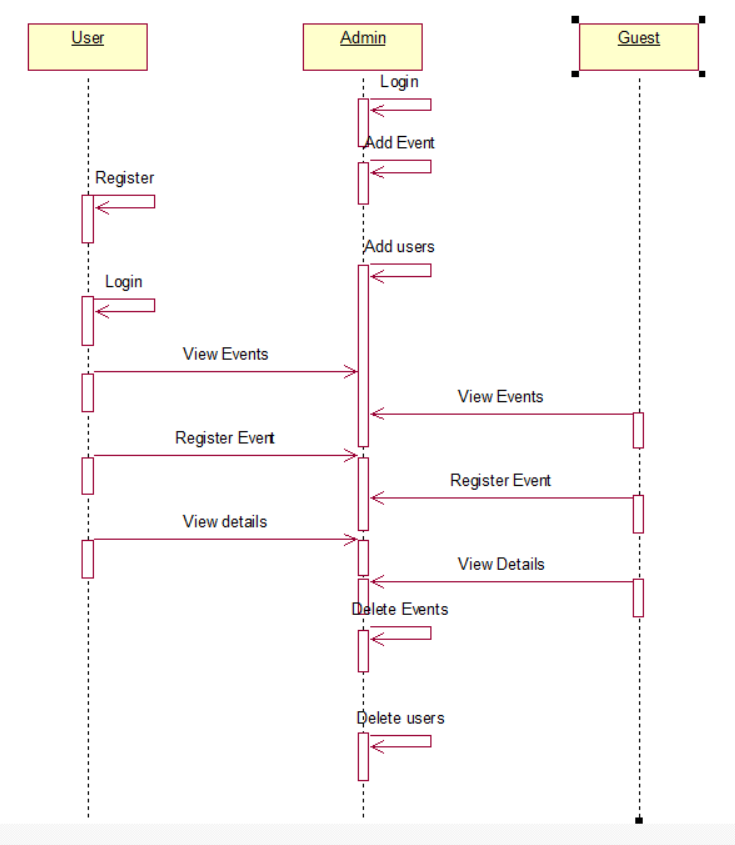 User
Admin
Guest
Login
Add Event
Register
Add users
Login
View Events
View Events
Register Event
Register Event
View details
View Details
Delete Events
Delete users